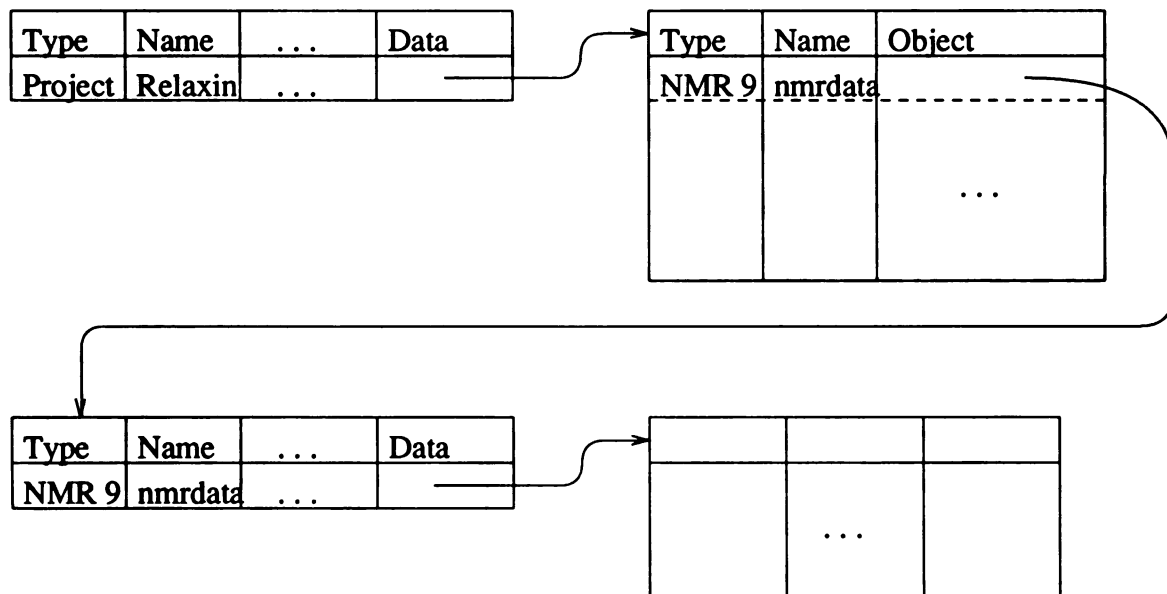 Type Name ... Data
Project Relaxin ...
Type Name Object
NMR 9 nmrdata
...
Type Name ... Data
NMR 9 nmrdata ...
...